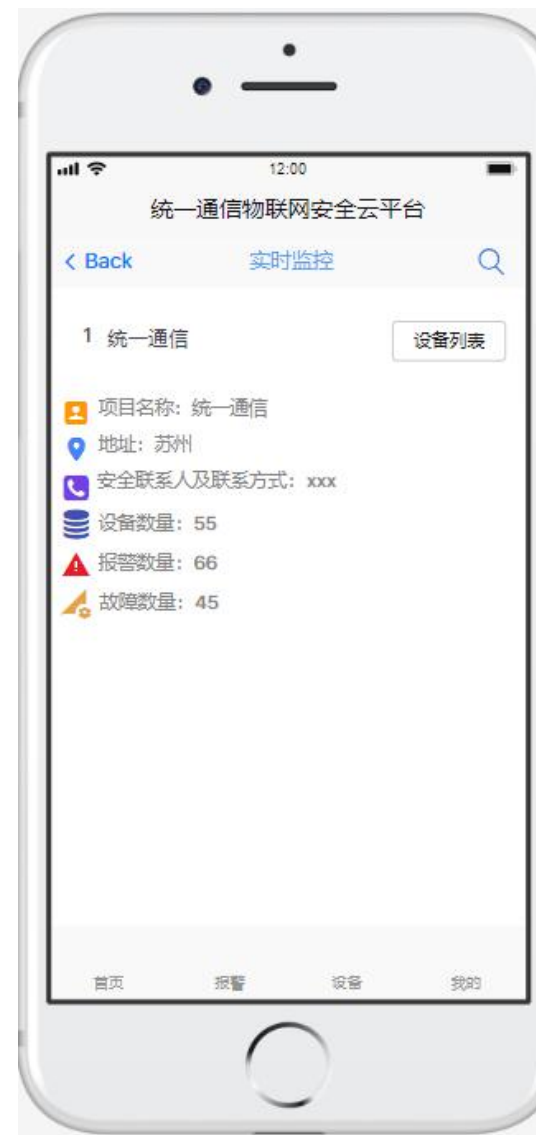 12:00
统一通信物联网安全云平台
< Back 实时监控
1 统一通信 设备列表
项目名称：统一通信
地址：苏州
安全联系人及联系方式：xxx
设备数量：55
报警数量：66
故障数量：45
首页 报警 设备 我的